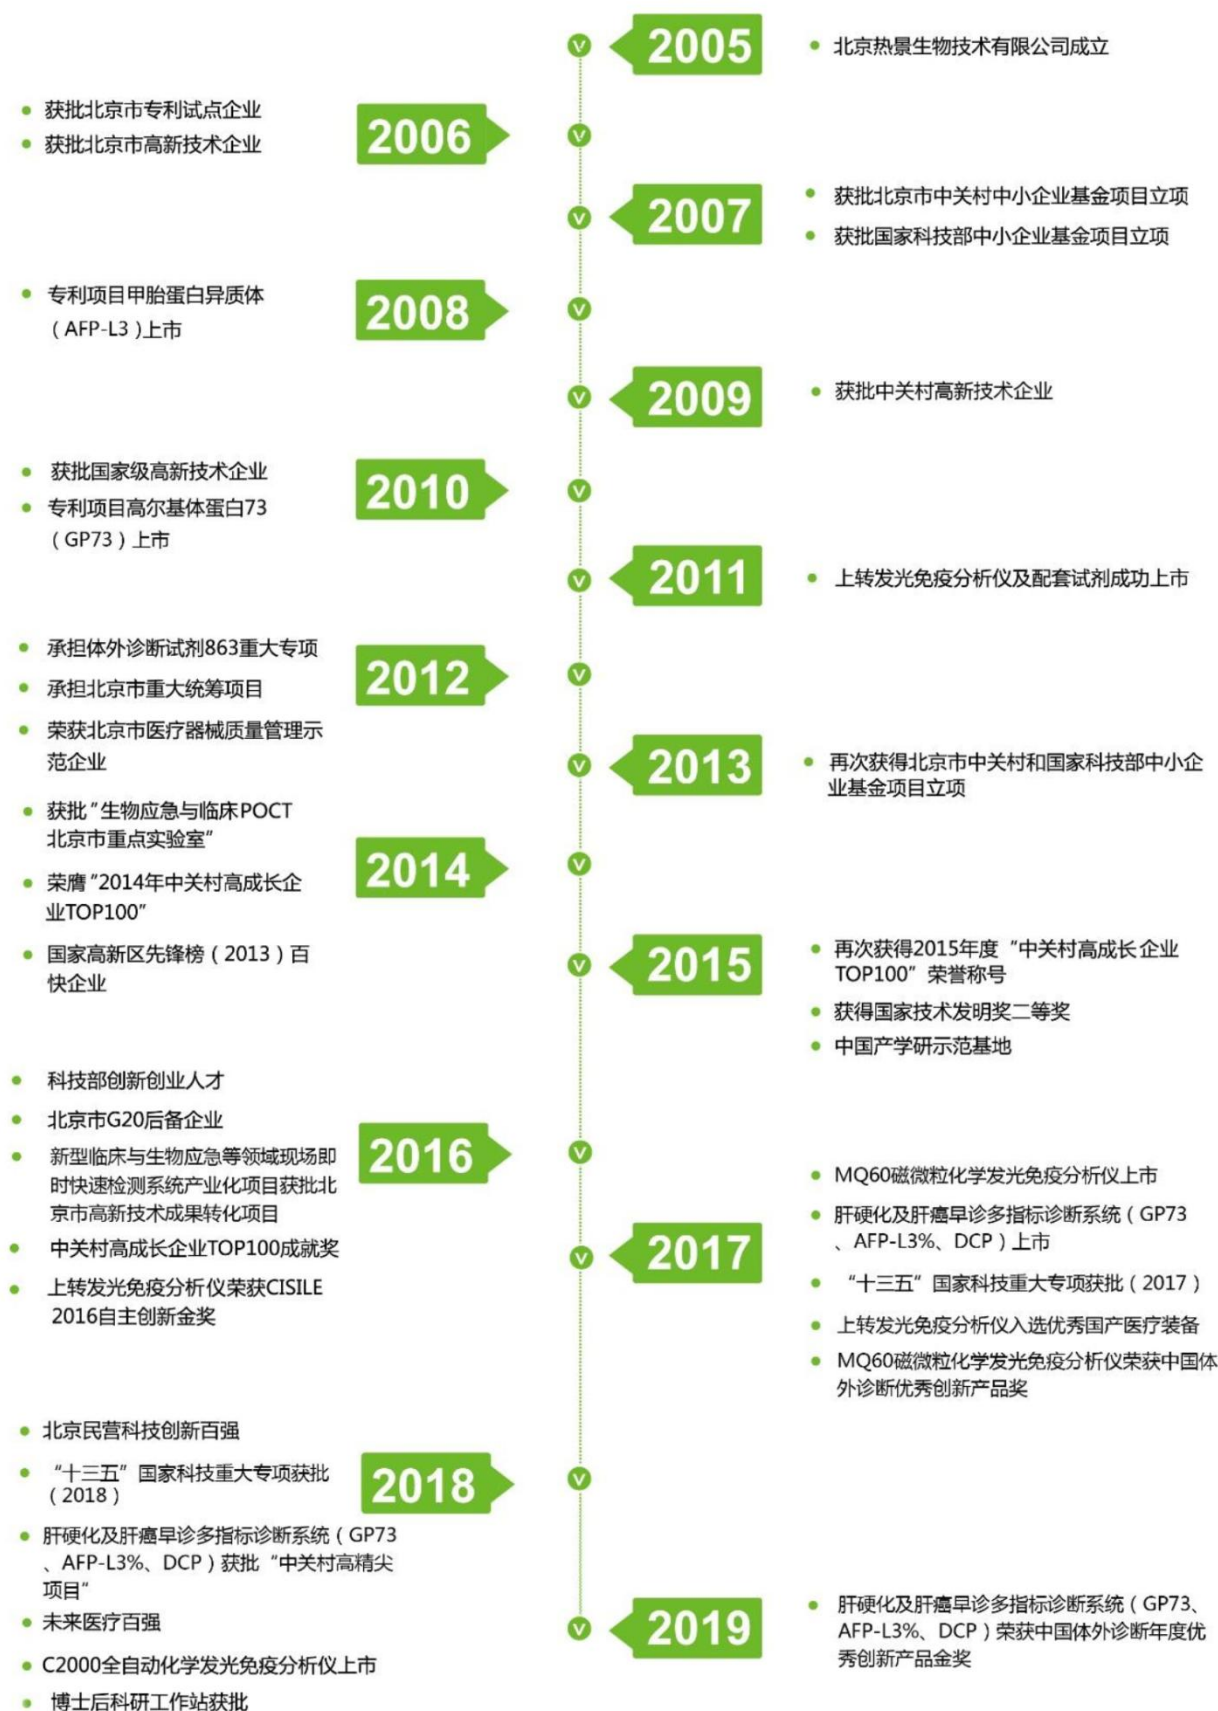 2005
北京热景生物技术有限公司成立
2006
获批北京市专利试点企业
获批北京市高新技术企业
2007
获批北京市中关村中小企业基金项目立项
获批国家科技部中小企业基金项目立项
2008
专利项目甲胎蛋白异质体
（AFP-L3）上市
2009
获批中关村高新技术企业
2010
获批国家级高新技术企业
专利项目高尔基体蛋白73
（GP73）上市
2011
上转发光免疫分析仪及配套试剂成功上市
2012
承担体外诊断试剂863重大专项
承担北京市重大统筹项目
荣获北京市医疗器械质量管理示
范企业
2013
再次获得北京市中关村和国家科技部中小企
业基金项目立项
2014
获批"生物应急与临床POCT
北京市重点实验室"
荣膺"2014年中关村高成长企
业TOP100"
国家高新区先锋榜（2013）百
快企业
2015
再次获得2015年度“中关村高成长企业
TOP100”荣誉称号
获得国家技术发明奖二等奖
中国产学研示范基地
2016
科技部创新创业人才
北京市G20后备企业
新型临床与生物应急等领域现场即
时快速检测系统产业化项目获批北
京市高新技术成果转化项目
中关村高成长企业TOP100成就奖
上转发光免疫分析仪荣获CISILE
2016自主创新金奖
2017
MQ60磁微粒化学发光免疫分析仪上市
肝硬化及肝癌早诊多指标诊断系统（GP73
、AFP-L3%、DCP）上市
“十三五”国家科技重大专项获批（2017）
上转发光免疫分析仪入选优秀国产医疗装备
MQ60磁微粒化学发光免疫分析仪荣获中国体
外诊断优秀创新产品奖
2018
北京民营科技创新百强
“十三五”国家科技重大专项获批
（2018）
肝硬化及肝癌早诊多指标诊断系统（GP73
、AFP-L3%、DCP）获批“中关村高精尖
项目"
未来医疗百强
C2000全自动化学发光免疫分析仪上市
博士后科研工作站获批
2019
肝硬化及肝癌早诊多指标诊断系统（GP73、
AFP-L3%、DCP）荣获中国体外诊断年度优
秀创新产品金奖